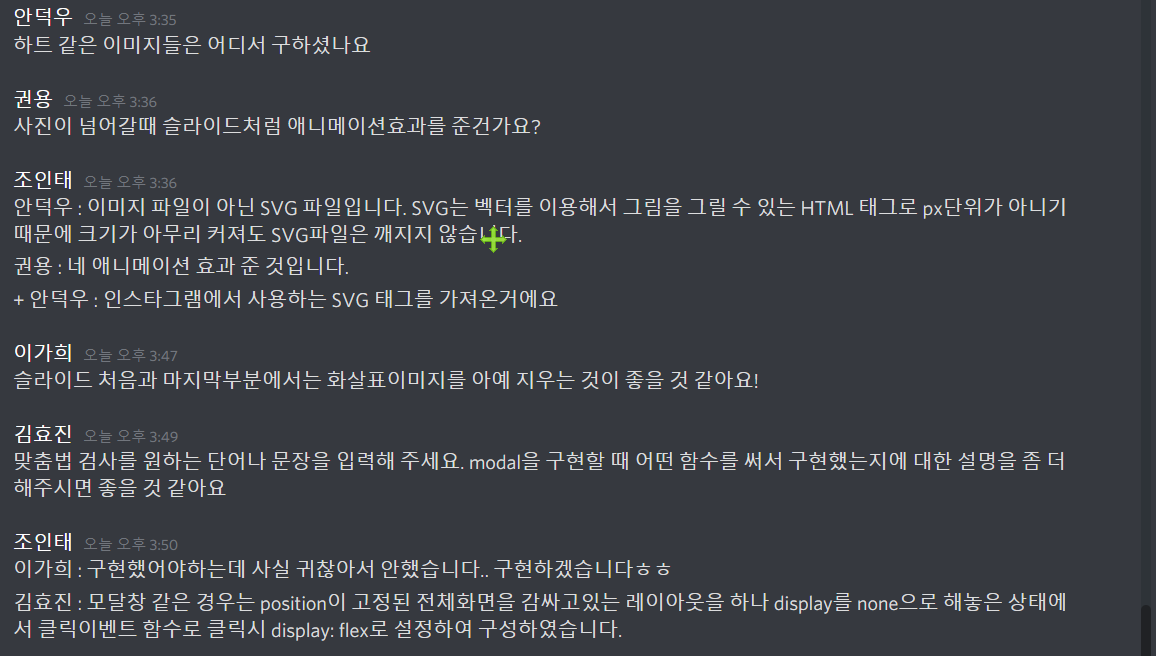 안덕우 오늘 오후 3:35
하트 같은 이미지들은 어디서 구하셨나요
권용 오늘 오후 3:36
사진이 넘어갈때 슬라이드처럼 애니메이션효과를 준건가요?
조인태 오늘 오후 3:36
안덕우 : 이미지 파일이 아닌 SVG 파일입니다. SVG는 벡터를 이용해서 그림을 그릴 수 있는 HTML 태그로 px단위가 아니기
때문에 크기가 아무리 커져도 SVG파일은 깨지지 않습니다.
권용 : 네 애니메이션 효과 준 것입니다.
+ 안덕우 : 인스타그램에서 사용하는 SVG 태그를 가져온거에요
이가희 오늘 오후 3:47
슬라이드 처음과 마지막부분에서는 화살표이미지를 아예 지우는 것이 좋을 것 같아요!
김효진 오늘 오후 3:49
맞춤법 검사를 원하는 단어나 문장을 입력해 주세요. modal을 구현할 때 어떤 함수를 써서 구현했는지에 대한 설명을 좀 더
해주시면 좋을 것 같아요
조인태 오늘 오후 3:50
이가희 : 구현했어야하는데 사실 귀찮아서 안했습니다.. 구현하겠습니다ㅎㅎ
김효진 : 모달창 같은 경우는 position이 고정된 전체화면을 감싸고있는 레이아웃을 하나 display를 none으로 해놓은 상태에
서 클릭이벤트 함수로 클릭시 display: flex로 설정하여 구성하였습니다.